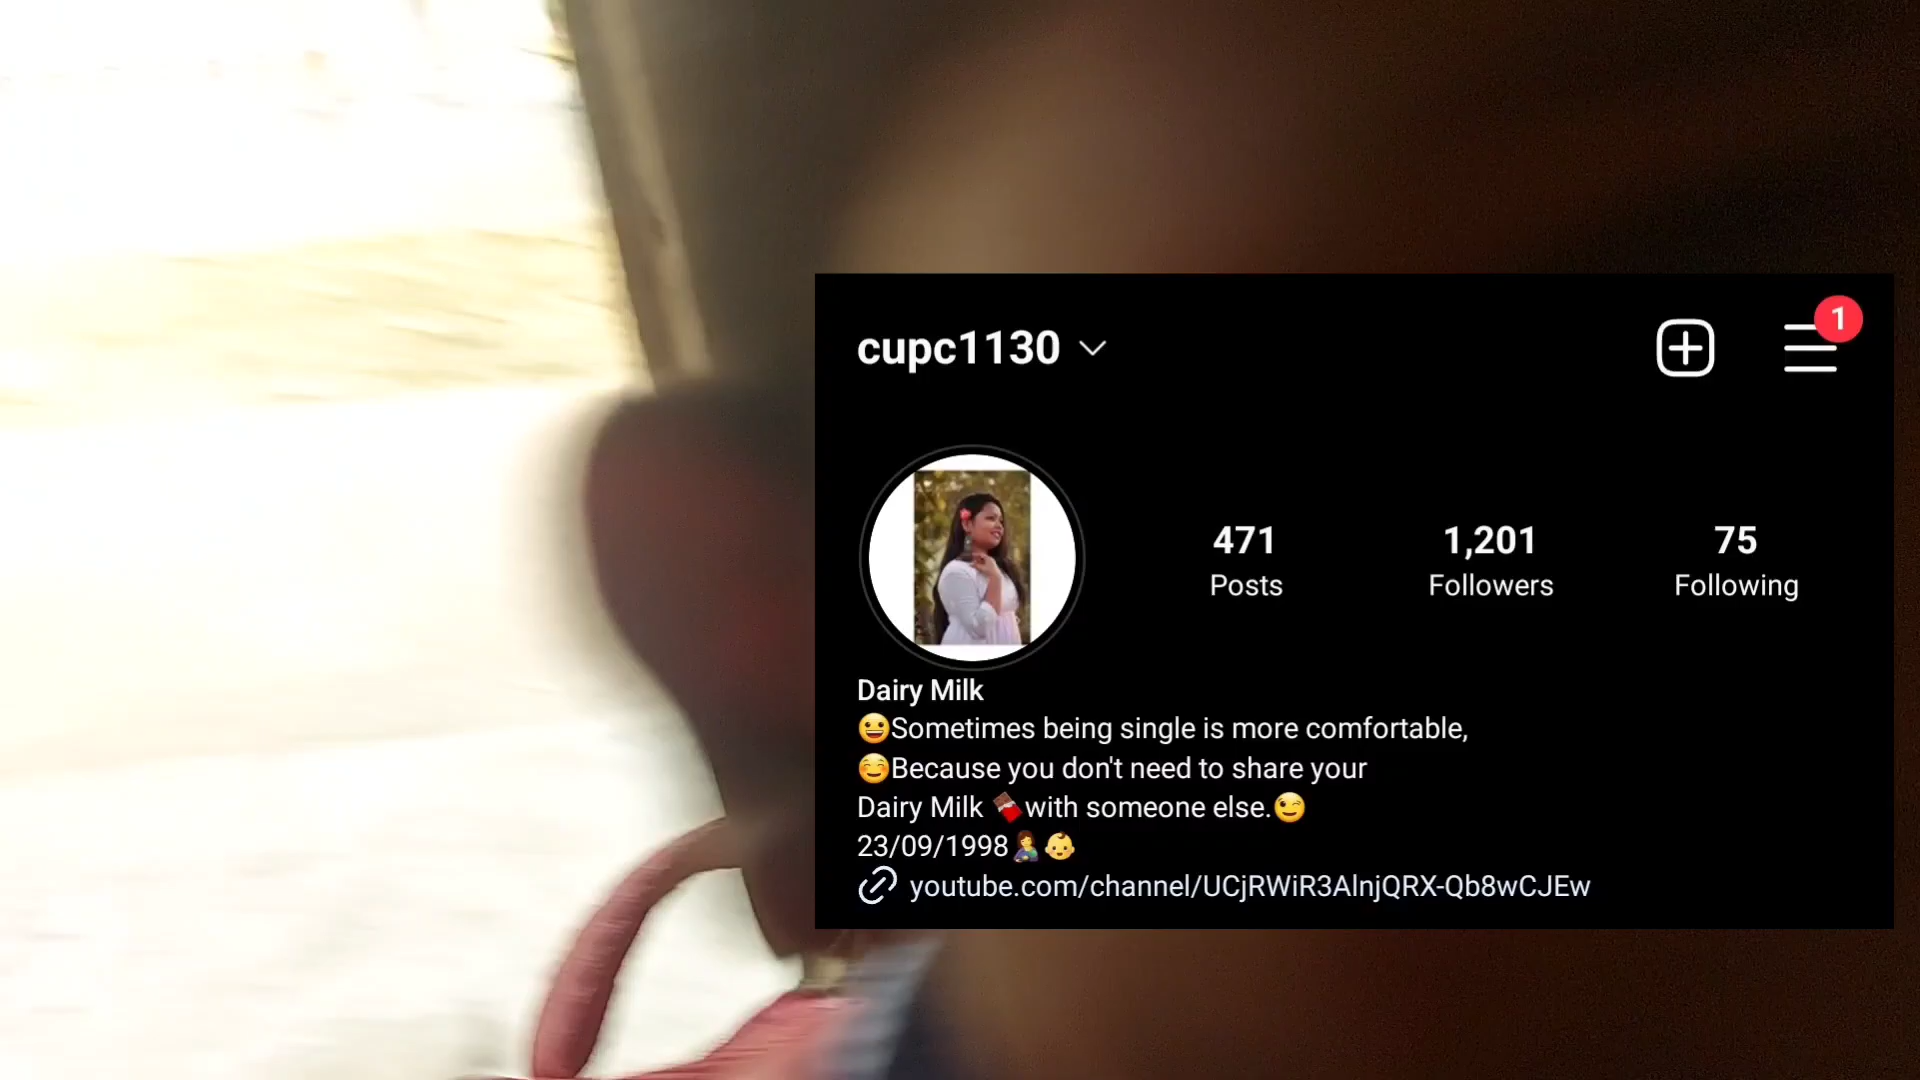 cupc1130
1
471
Posts
1,201
Followers
75
Following
Dairy Milk
😀Sometimes being single is more comfortable,
☺️Because you don't need to share your
Dairy Milk 🍫with someone else.😉
23/09/1998🤱👶
youtube.com/channel/UCjRWiR3AlnjQRX-Qb8wCJEw